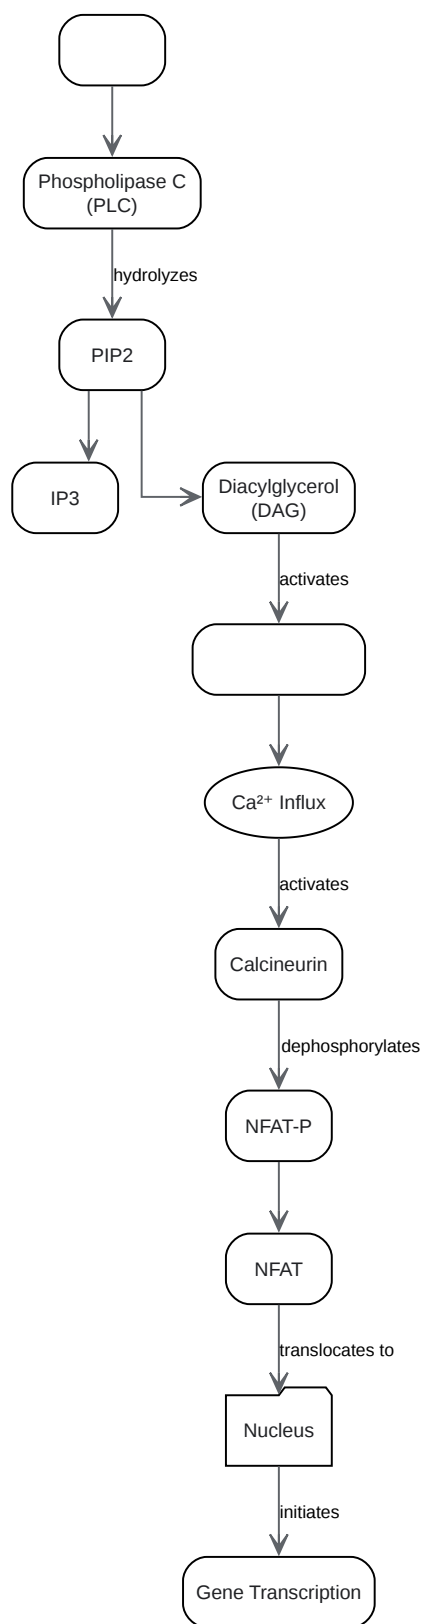 Phospholipase C
(PLC)
hydrolyzes
PIP2
IP3
Diacylglycerol
(DAG)
activates
Ca²⁺ Influx
activates
Calcineurin
dephosphorylates
NFAT-P
NFAT
translocates to
Nucleus
initiates
Gene Transcription